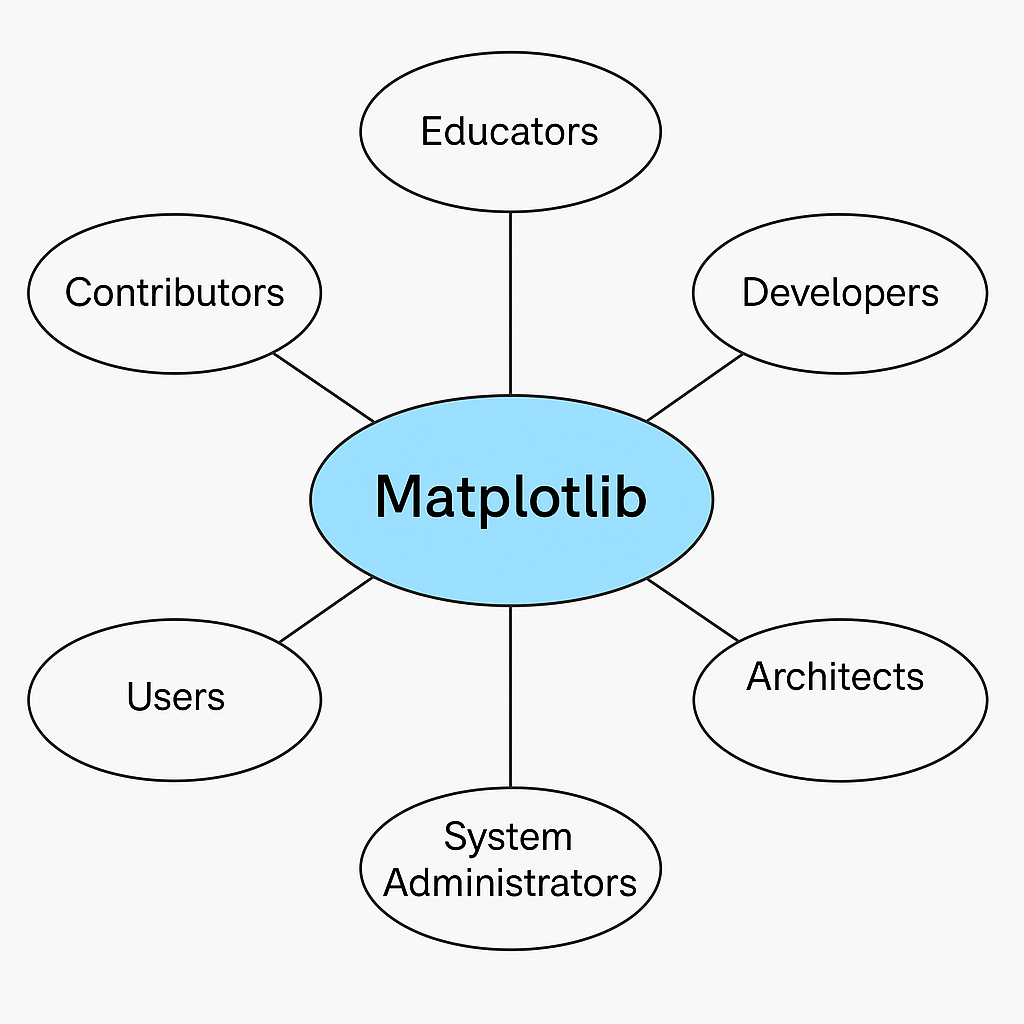 Educators
Contributors
Developers
Matplotlib
Users
Architects
System
Administrators